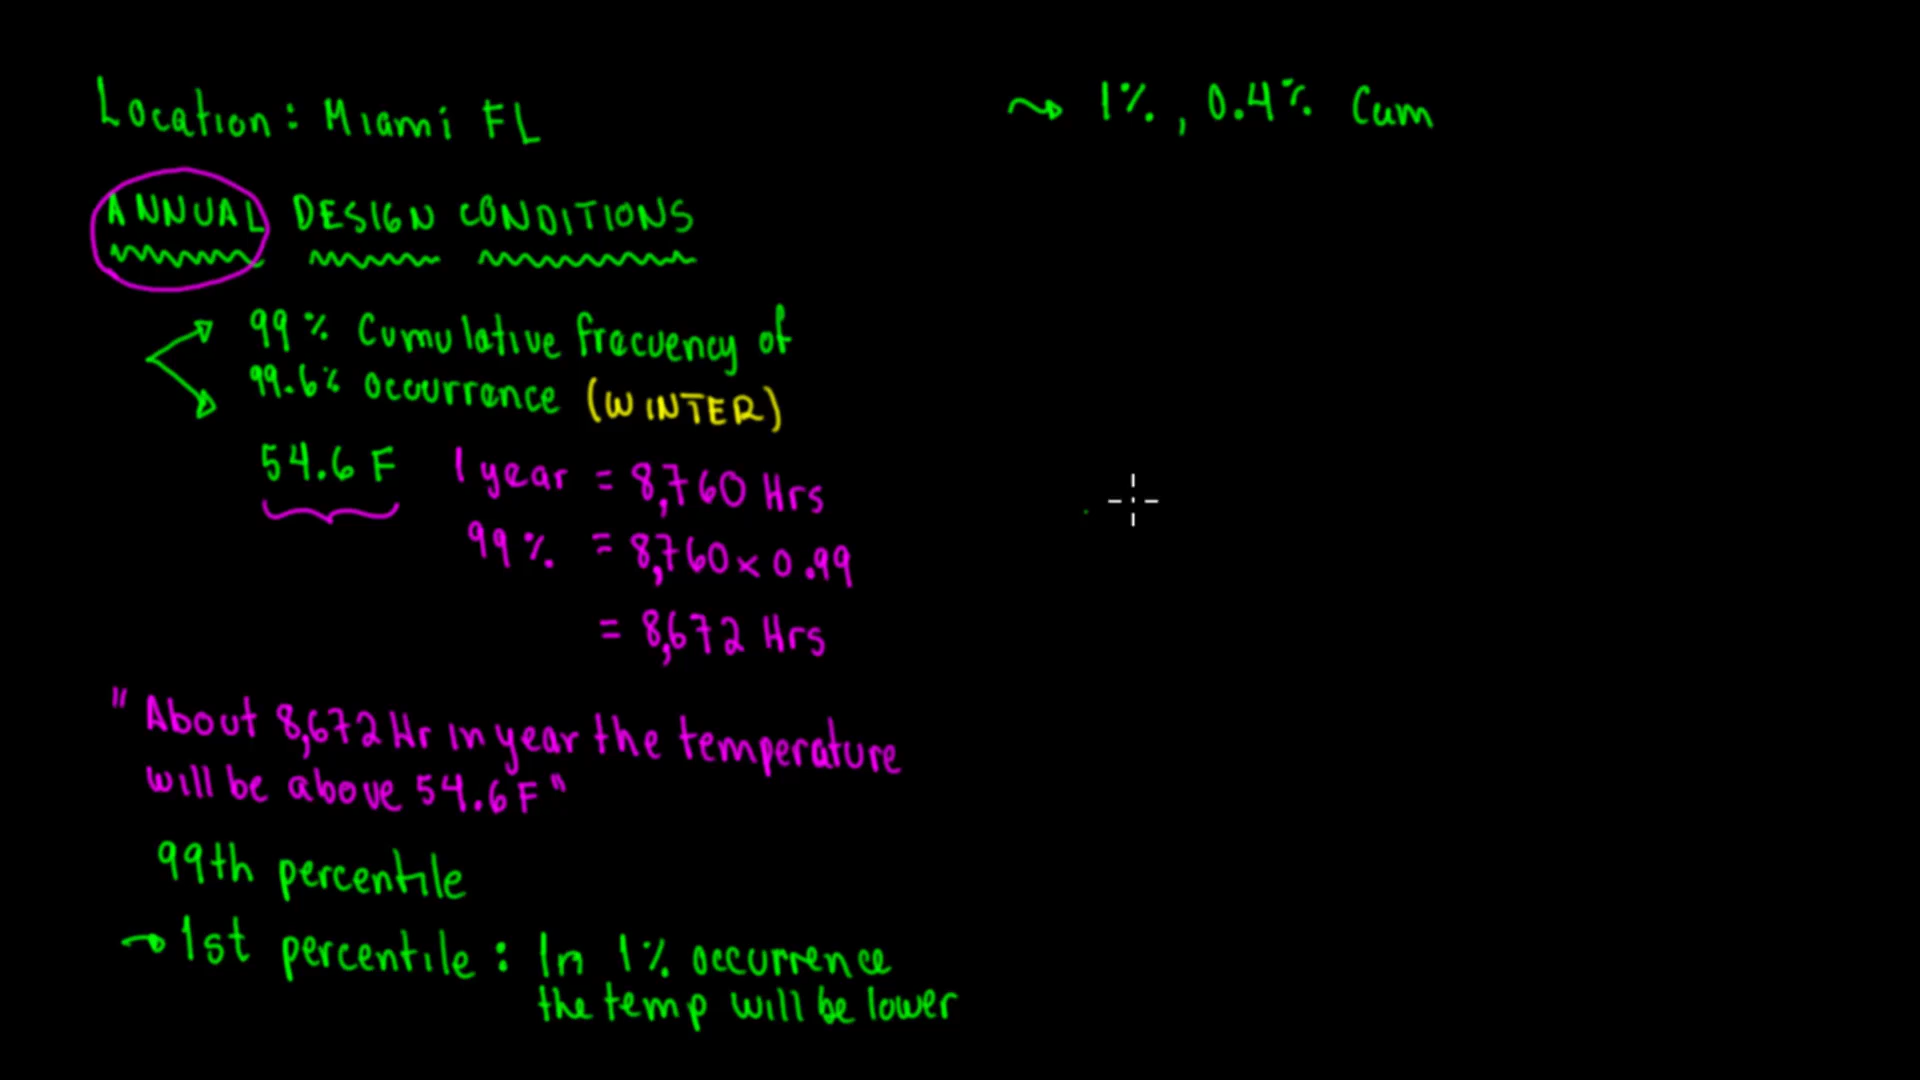 Location: Miami FL
ANNUAL DESIGN CONDITIONS
99% Cumulative frecuency of
99.6% occurrence (WINTER)
54.6 F
1 year = 8,760 Hrs
99% = 8,760 x 0.99
= 8,672 Hrs
"About 8,672 Hr in year the temperature
will be above 54.6 F"
99th percentile
→ 1st percentile: In 1% occurrence
the temp will be lower
→ 1%, 0.4% Cum